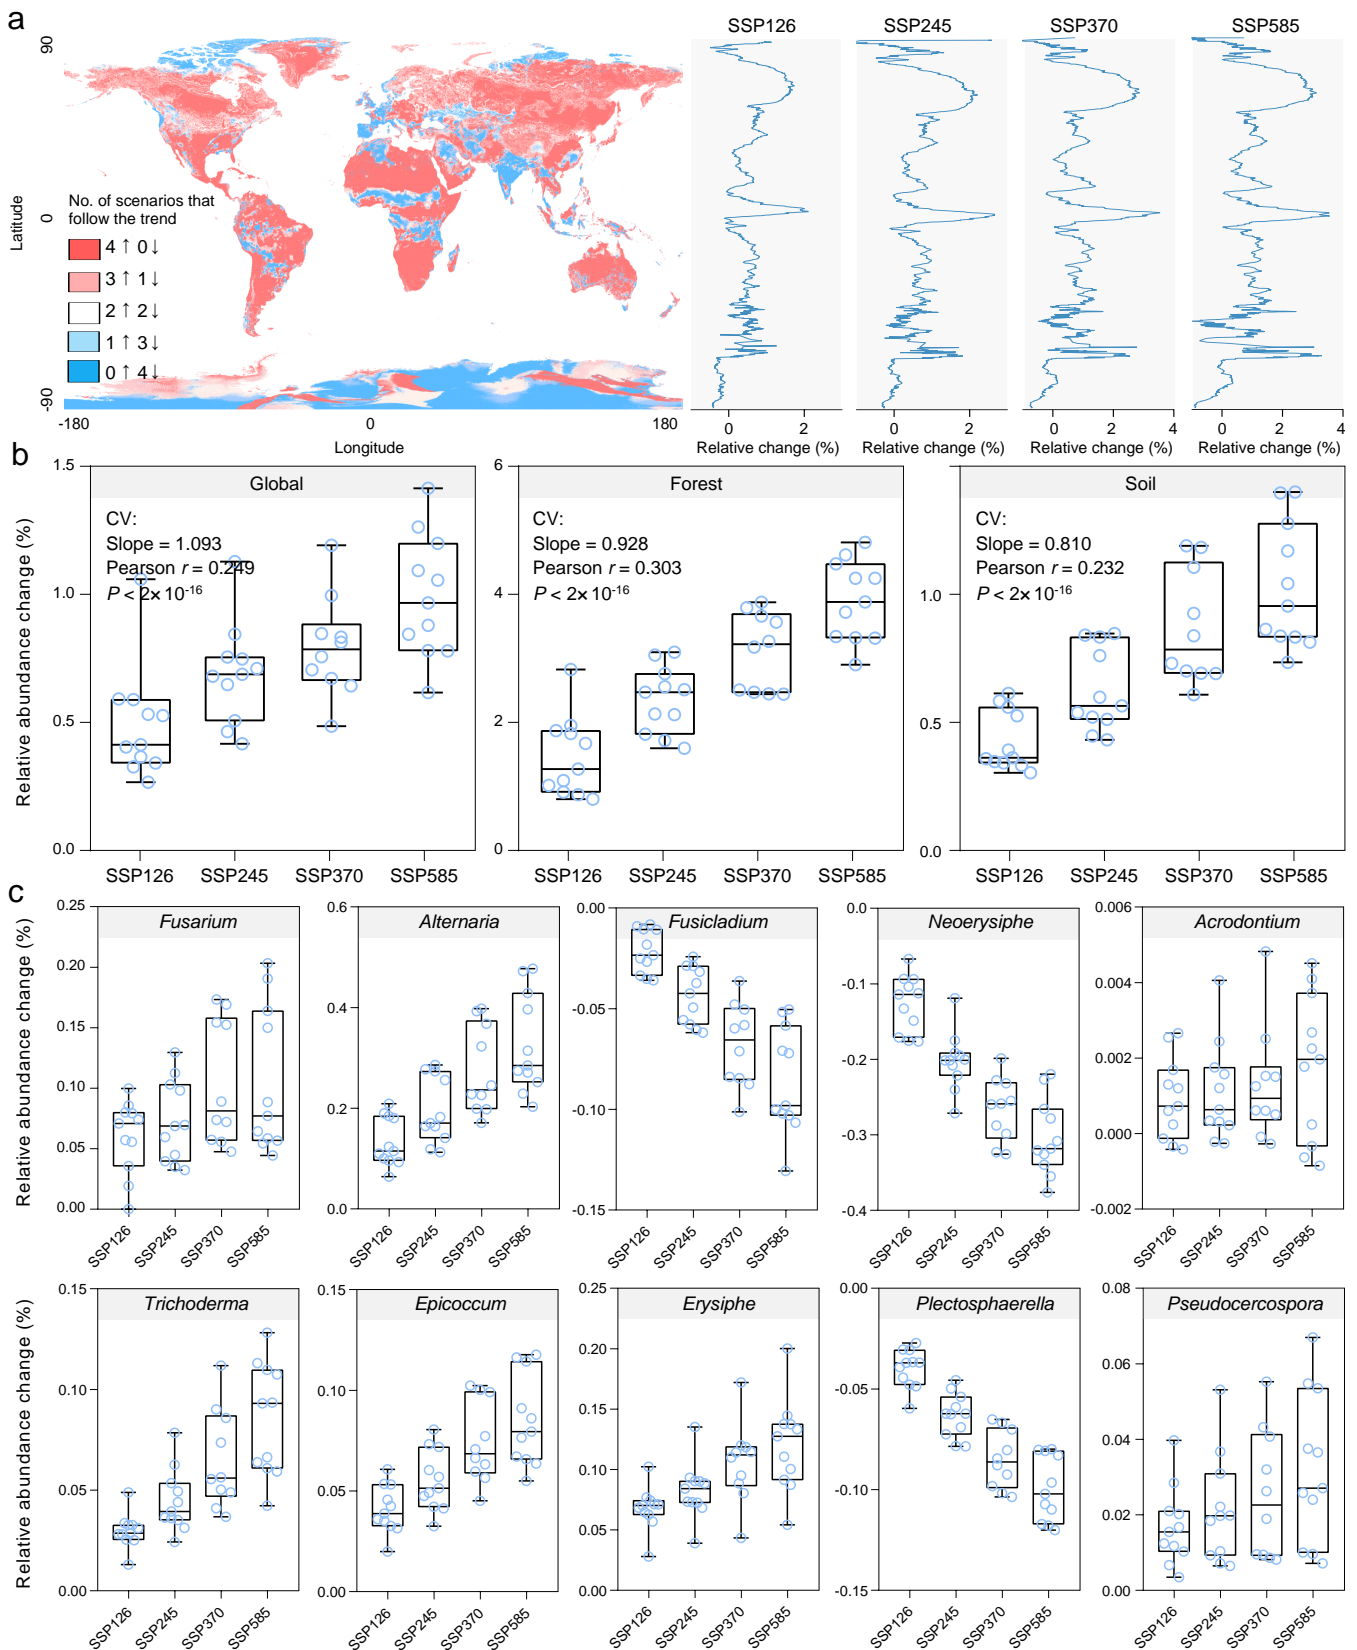 a
SSP126
SSP245
SSP370
SSP585
90
0
-90
Latitude
No. of scenarios that
follow the trend
4 ↑ 0 ↓
3 ↑ 1 ↓
2 ↑ 2 ↓
1 ↑ 3 ↓
0 ↑ 4 ↓
-180
0
180
Longitude
0
2
Relative change (%)
0
2
Relative change (%)
0
2
4
Relative change (%)
0
2
4
Relative change (%)
b
Relative abundance change (%)
1.5
1.0
0.5
0.0
Global
CV:
Slope = 1.093
Pearson r = 0.249
P < 2× 10⁻¹⁶
SSP126
SSP245
SSP370
SSP585
6
4
2
0
Forest
CV:
Slope = 0.928
Pearson r = 0.303
P < 2× 10⁻¹⁶
SSP126
SSP245
SSP370
SSP585
1.0
0.5
0.0
Soil
CV:
Slope = 0.810
Pearson r = 0.232
P < 2× 10⁻¹⁶
SSP126
SSP245
SSP370
SSP585
c
Relative abundance change (%)
0.25
0.20
0.15
0.10
0.05
0.00
Fusarium
SSP126
SSP245
SSP370
SSP585
0.6
0.4
0.2
0.0
Alternaria
SSP126
SSP245
SSP370
SSP585
0.00
-0.05
-0.10
-0.15
Fusicladium
SSP126
SSP245
SSP370
SSP585
0.0
-0.1
-0.2
-0.3
-0.4
Neoerysiphe
SSP126
SSP245
SSP370
SSP585
0.006
0.004
0.002
0.000
-0.002
Acrodontium
SSP126
SSP245
SSP370
SSP585
Relative abundance change (%)
0.15
0.10
0.05
0.00
Trichoderma
SSP126
SSP245
SSP370
SSP585
0.15
0.10
0.05
0.00
Epicoccum
SSP126
SSP245
SSP370
SSP585
0.25
0.20
0.15
0.10
0.05
0.00
Erysiphe
SSP126
SSP245
SSP370
SSP585
0.00
-0.05
-0.10
-0.15
Plectosphaerella
SSP126
SSP245
SSP370
SSP585
0.08
0.06
0.04
0.02
0.00
Pseudocercospora
SSP126
SSP245
SSP370
SSP585